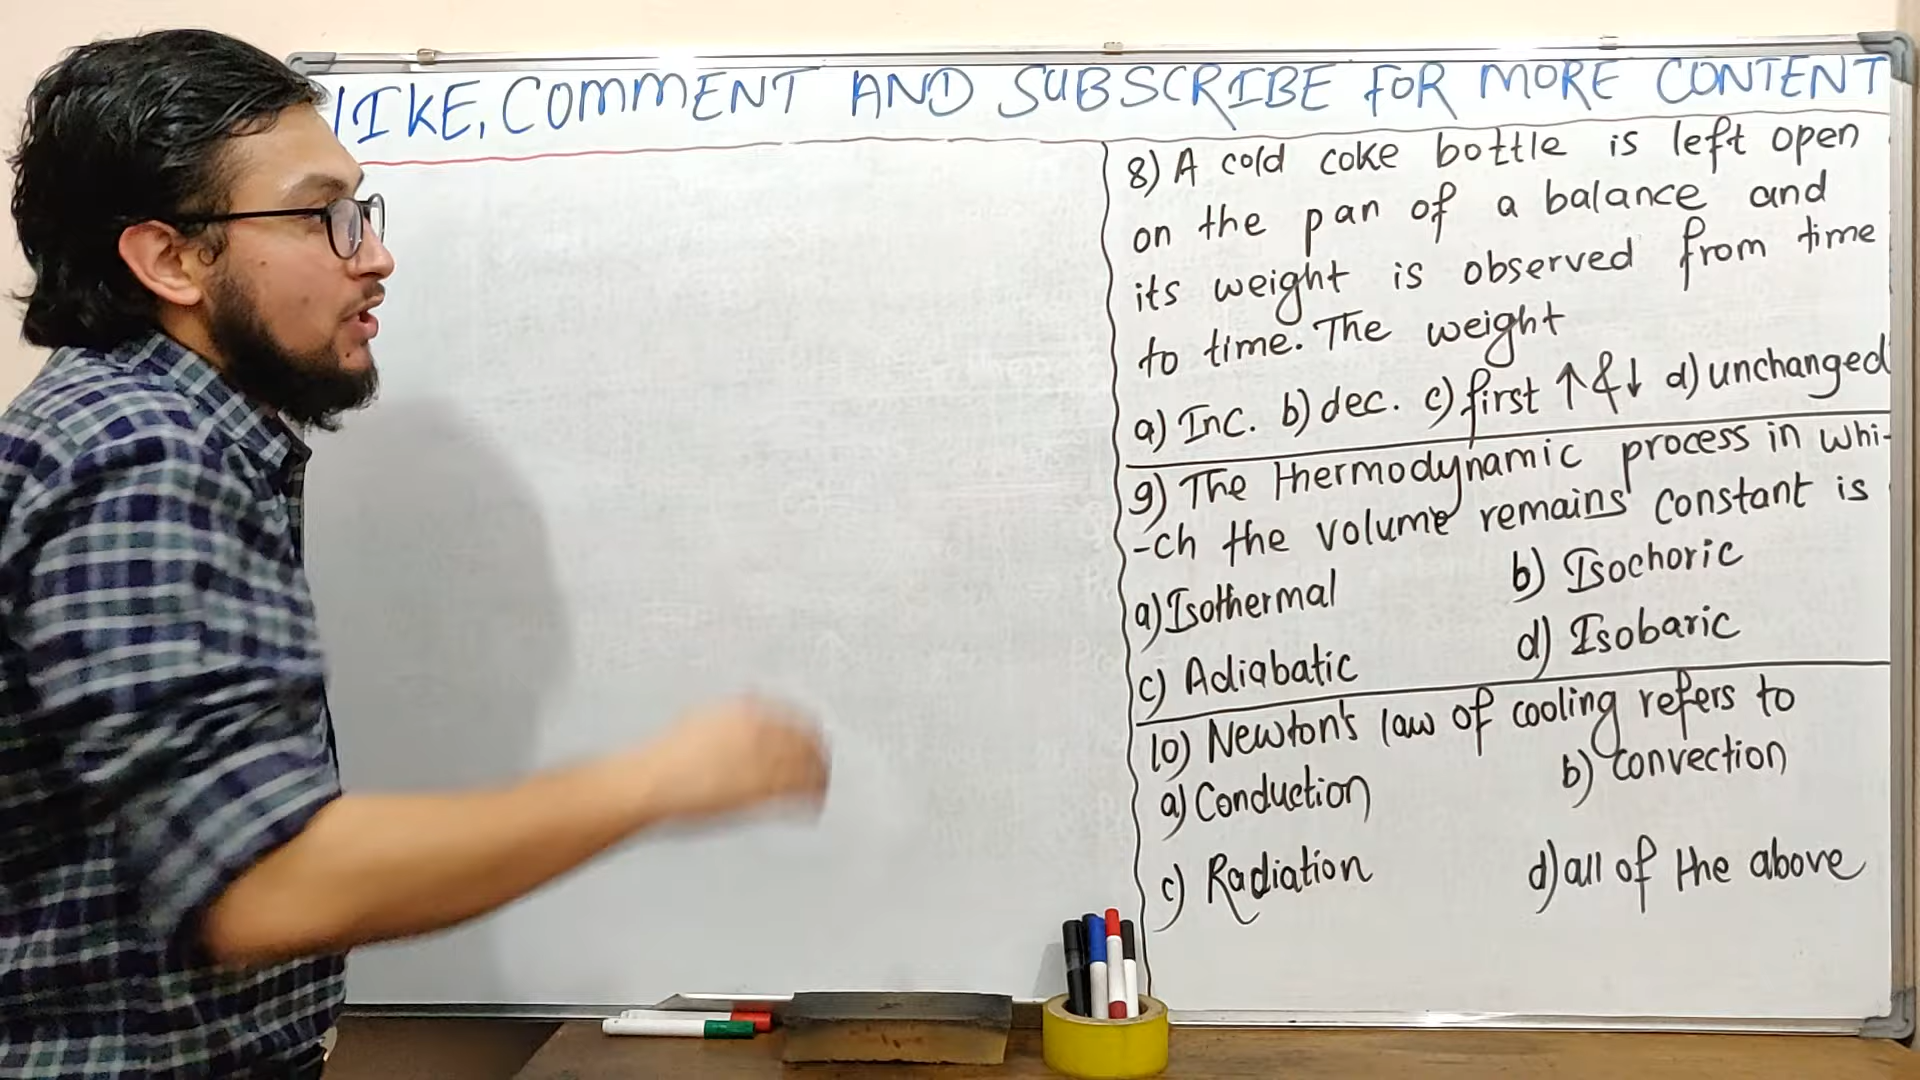 LIKE, COMMENT AND SUBSCRIBE FOR MORE CONTENT
8) A cold coke bottle is left open
on the pan of a balance and
its weight is observed from time
to time. The weight
a) Inc. b) dec. c) first ↑ & ↓ d) unchanged
9) The thermodynamic process in whi-
-ch the volume remains constant is
a) Isothermal b) Isochoric
c) Adiabatic d) Isobaric
10) Newton's law of cooling refers to
a) Conduction b) Convection
c) Radiation d) all of the above